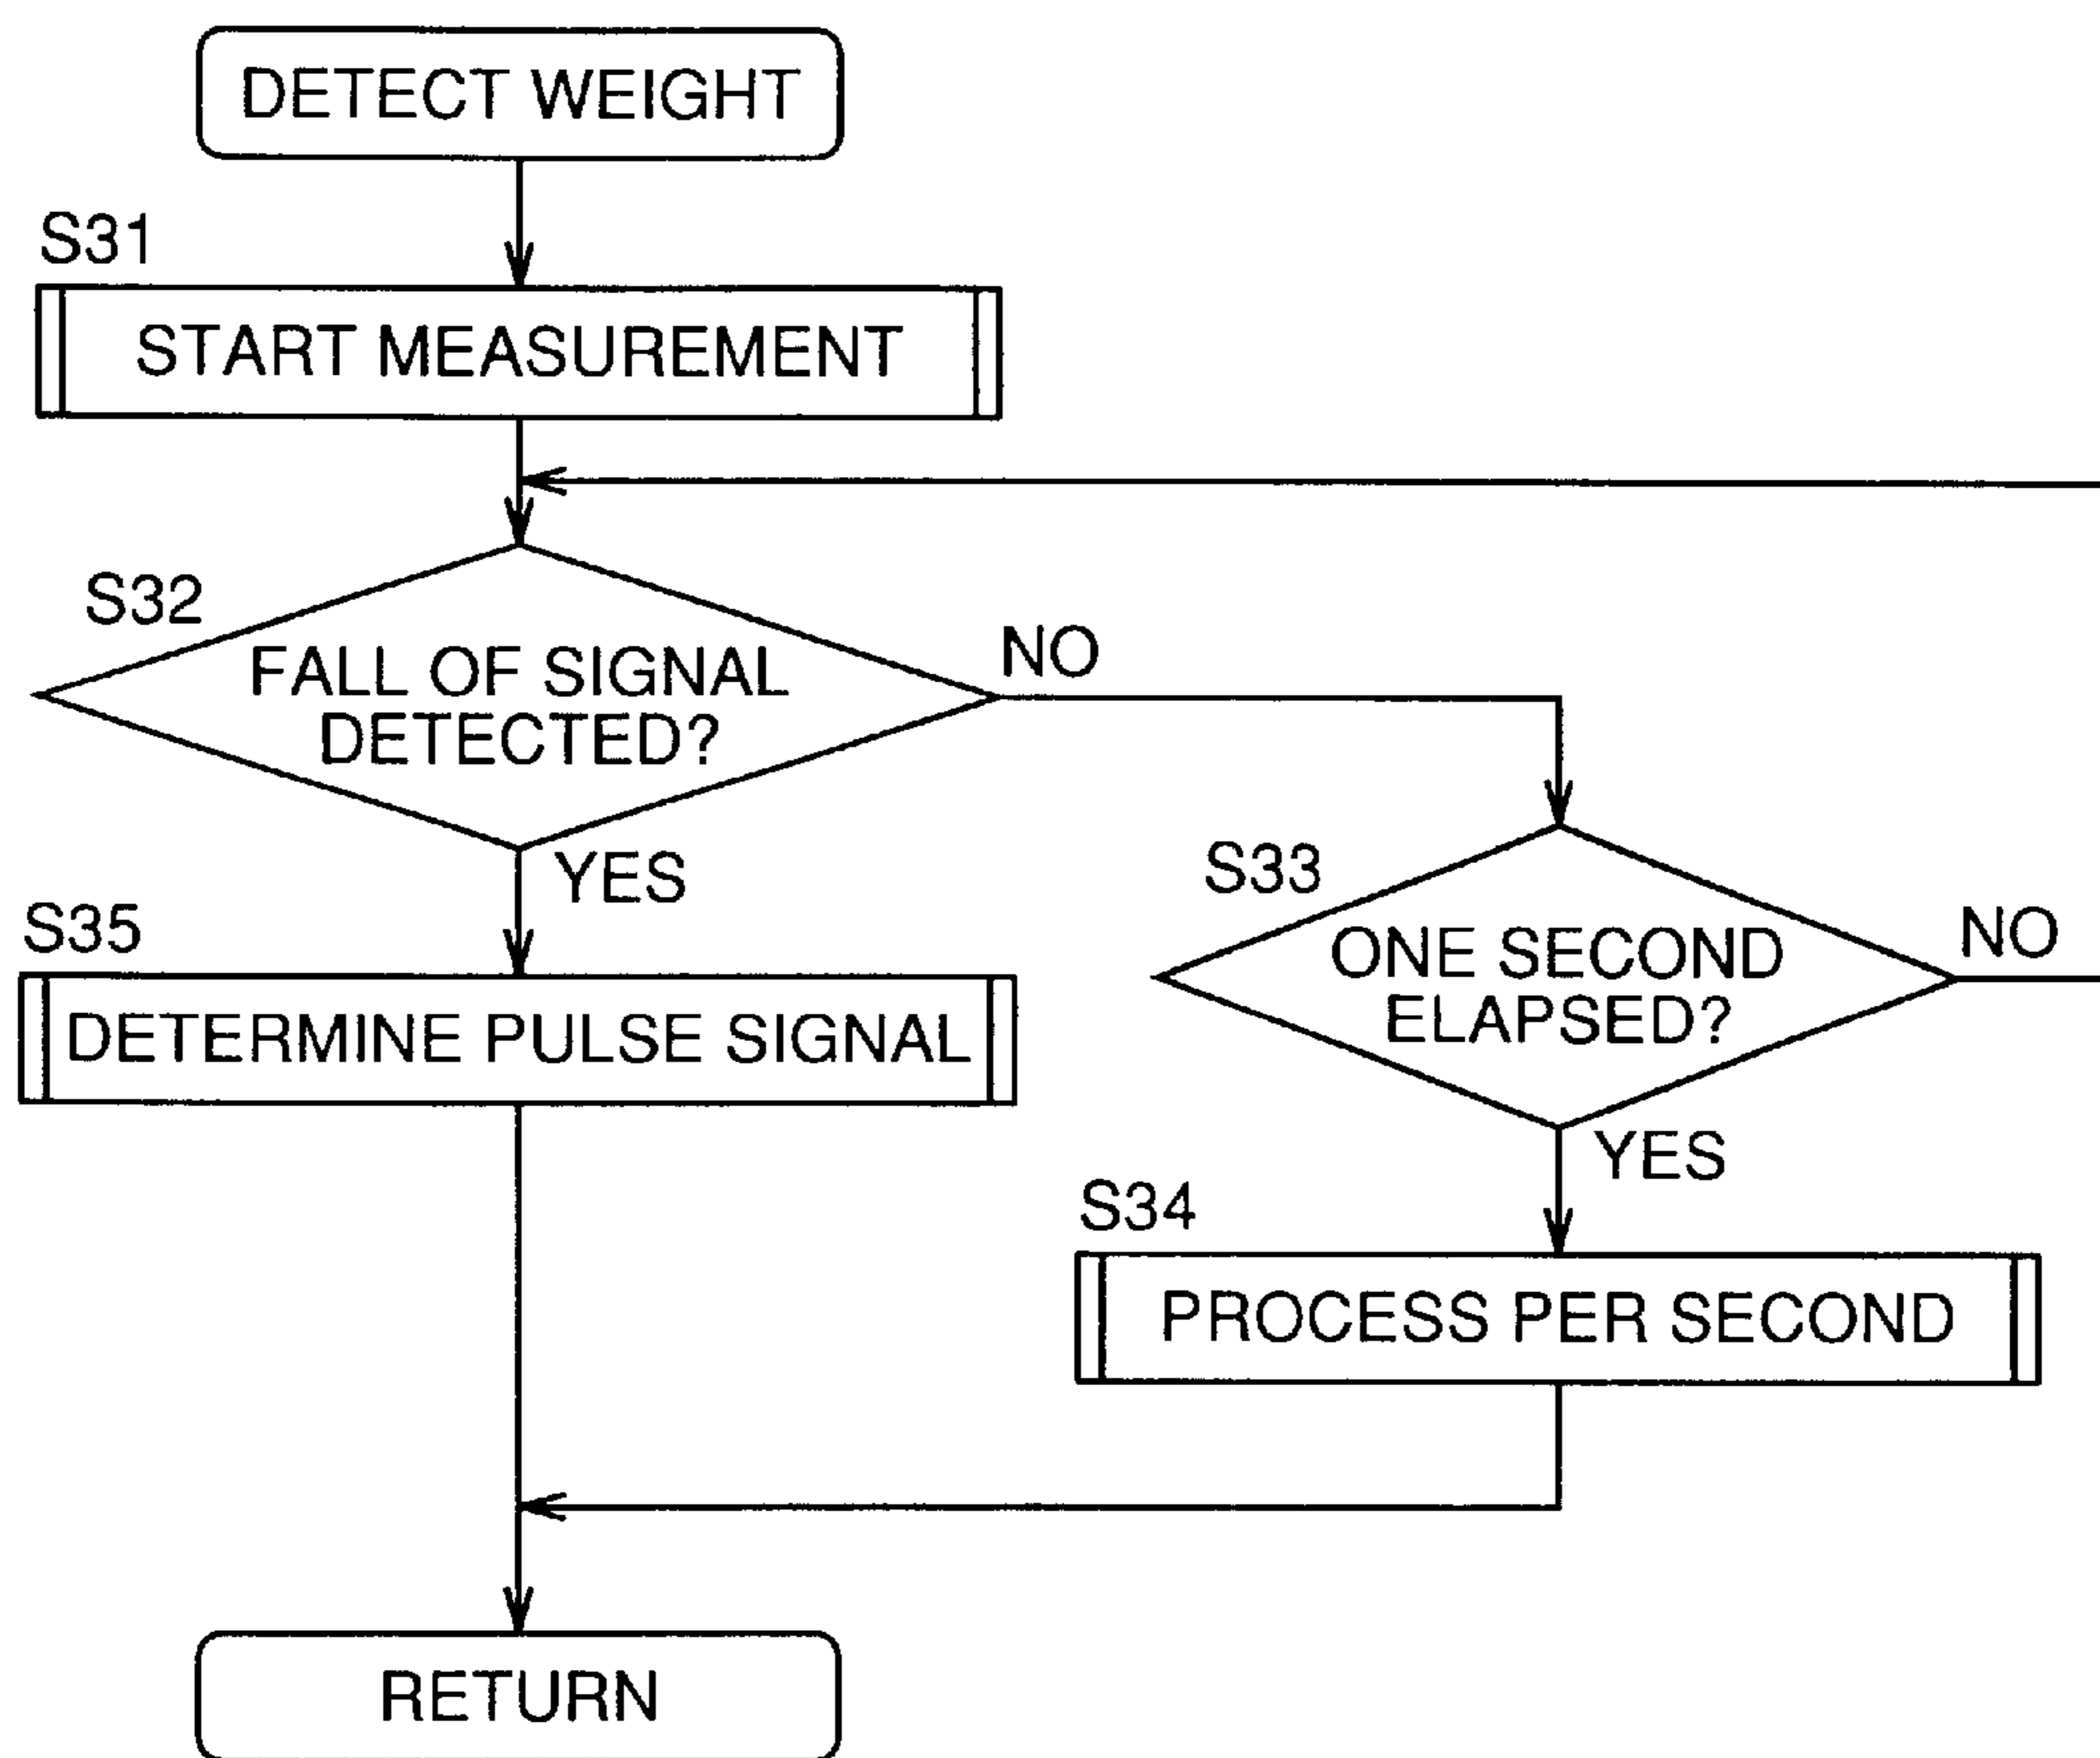 DETECT WEIGHT
S31
START MEASUREMENT
S32
FALL OF SIGNAL
DETECTED?
NO
YES
S33
ONE SECOND
ELAPSED?
NO
YES
S35
DETERMINE PULSE SIGNAL
S34
PROCESS PER SECOND
RETURN